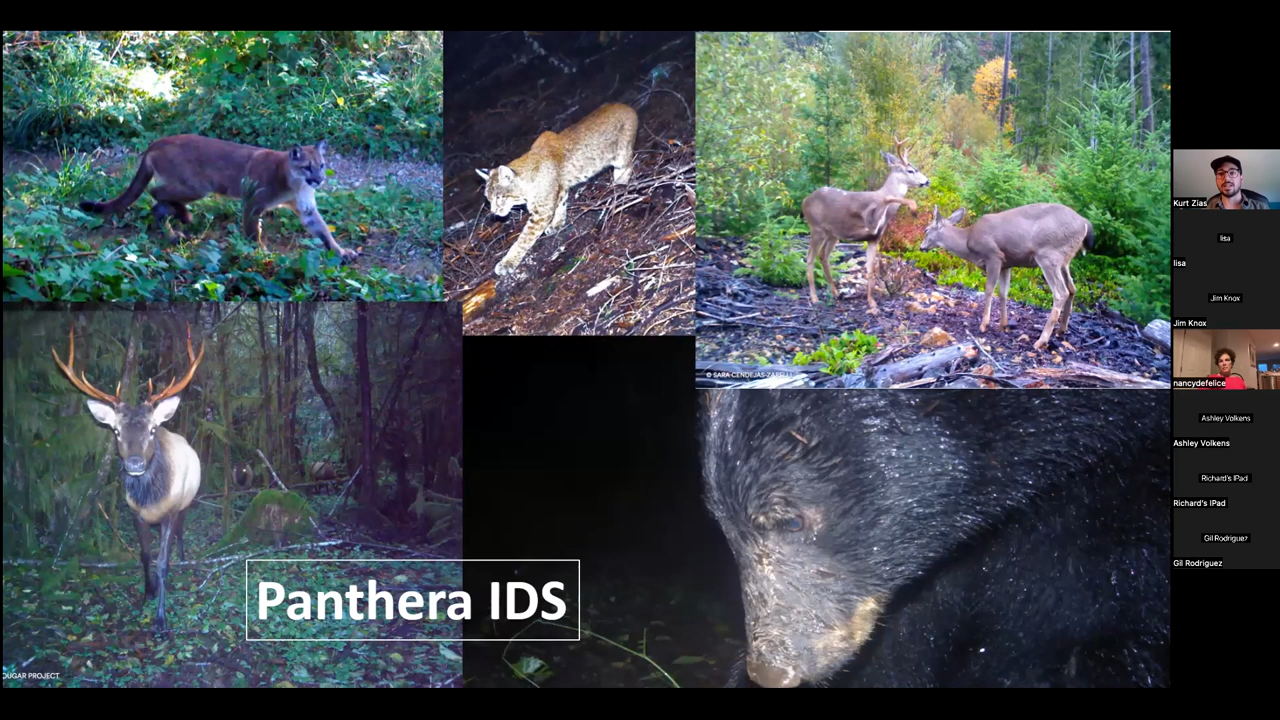 © SARA CENDEJAS-ZARELLI
OUGAR PROJECT
Panthera IDS
Kurt Zias
lisa
lisa
Jim Knox
Jim Knox
nancydefelice
Ashley Volkens
Ashley Volkens
Richard's iPad
Richard's iPad
Gil Rodriguez
Gil Rodriguez